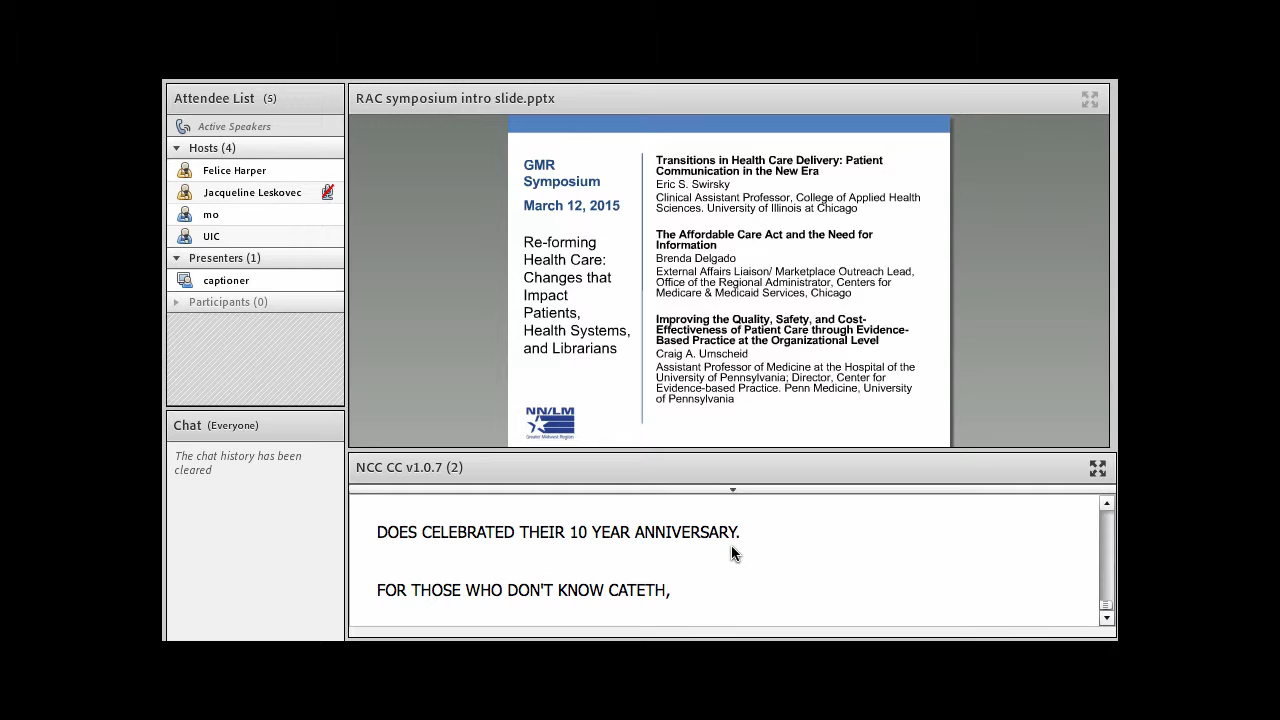 Attendee List (5)
Active Speakers
Hosts (4)
Felice Harper
Jacqueline Leskovec
mo
UIC
Presenters (1)
captioner
Participants (0)
Chat (Everyone)
The chat history has been
cleared
RAC symposium intro slide.pptx
GMR
Symposium
March 12, 2015
Re-forming
Health Care:
Changes that
Impact
Patients,
Health Systems,
and Librarians
NN/LM
Greater Midwest Region
Transitions in Health Care Delivery: Patient
Communication in the New Era
Eric S. Swirsky
Clinical Assistant Professor, College of Applied Health
Sciences. University of Illinois at Chicago
The Affordable Care Act and the Need for
Information
Brenda Delgado
External Affairs Liaison/ Marketplace Outreach Lead,
Office of the Regional Administrator, Centers for
Medicare & Medicaid Services, Chicago
Improving the Quality, Safety, and Cost-
Effectiveness of Patient Care through Evidence-
Based Practice at the Organizational Level
Craig A. Umscheid
Assistant Professor of Medicine at the Hospital of the
University of Pennsylvania; Director, Center for
Evidence-based Practice. Penn Medicine, University
of Pennsylvania
NCC CC v1.0.7 (2)
DOES CELEBRATED THEIR 10 YEAR ANNIVERSARY.
FOR THOSE WHO DON'T KNOW CATETH,